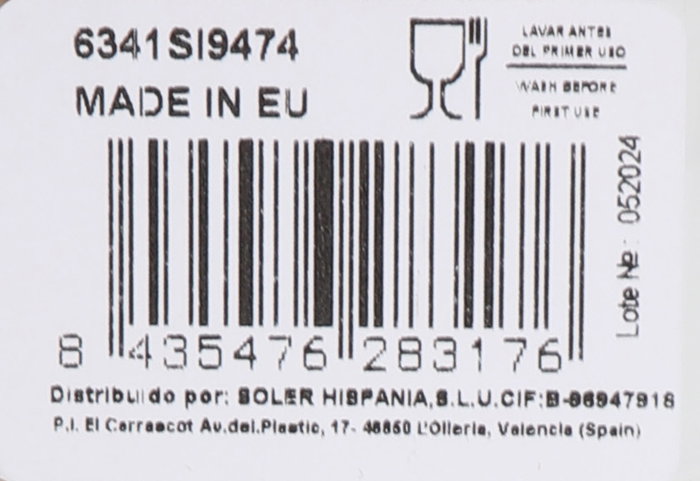 6341SI9474
MADE IN EU
LAVAR ANTES
DEL PRIMER USO
WASH BEFORE
FIRST USE
Lote Nº: 052024
8 435476 283176
Distribuido por: SOLER HISPANIA,S.L.U.CIF:B-96947918
P.I. El Carrascot Av.del.Plastic, 17- 46850 L'Olleria, Valencia (Spain)